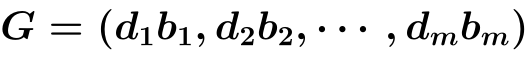 G = (d₁b₁, d₂b₂, ⋯ , dₘbₘ)